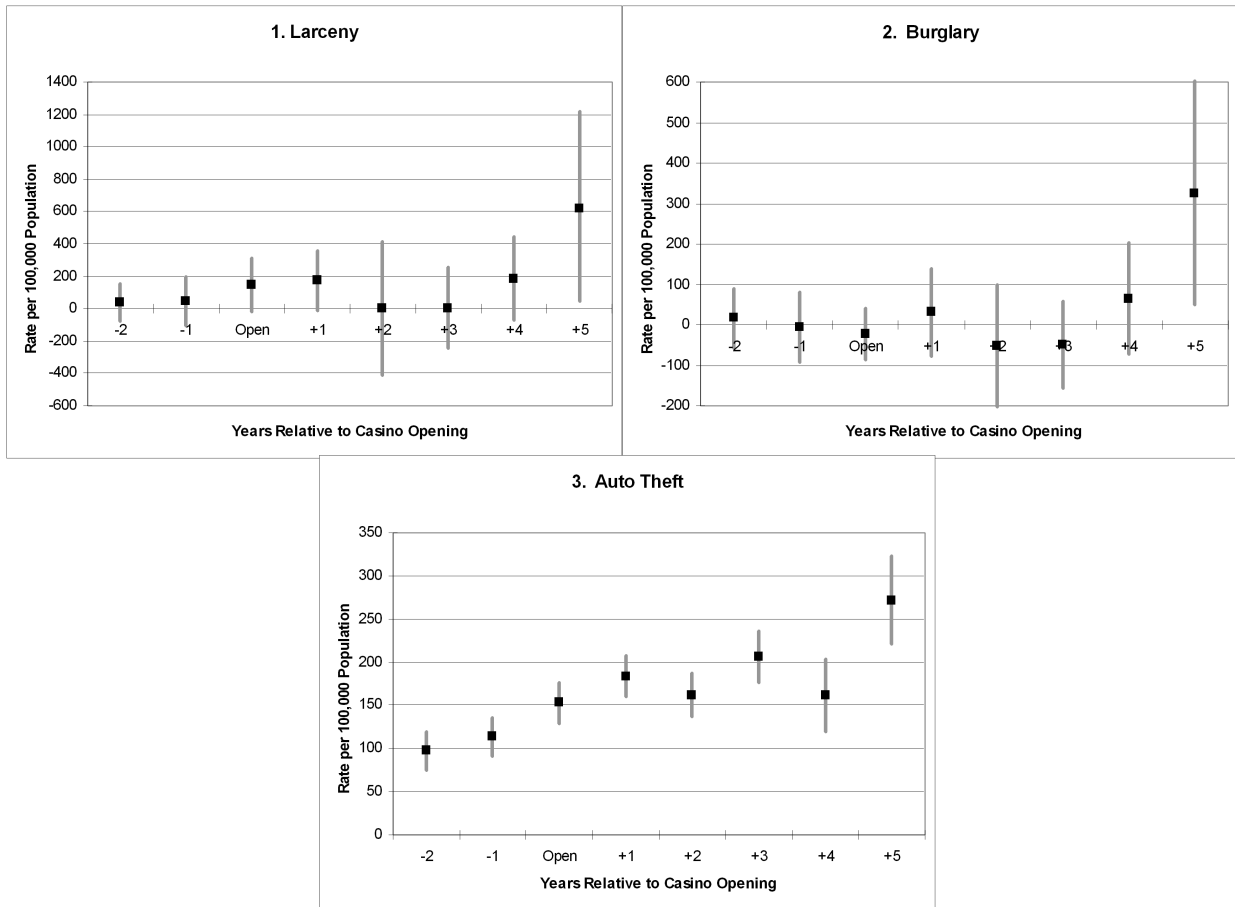 1. Larceny
Rate per 100,000 Population
1400
1200
1000
800
600
400
200
0
-200
-400
-600
-2 -1 Open +1 +2 +3 +4 +5
Years Relative to Casino Opening
2. Burglary
Rate per 100,000 Population
600
500
400
300
200
100
0
-100
-200
-2 -1 Open +1 +2 +3 +4 +5
Years Relative to Casino Opening
3. Auto Theft
Rate per 100,000 Population
350
300
250
200
150
100
50
0
-2 -1 Open +1 +2 +3 +4 +5
Years Relative to Casino Opening